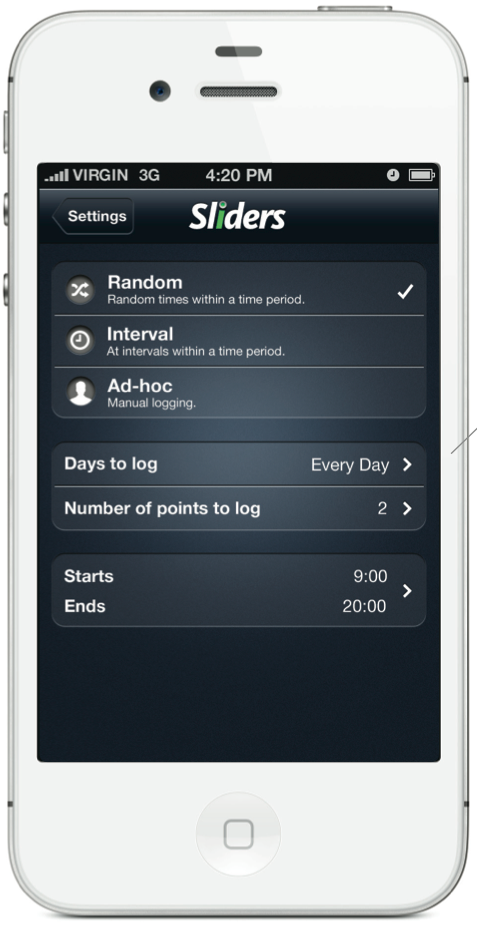 VIRGIN 3G 4:20 PM
Settings Sliders
Random
Random times within a time period.
Interval
At intervals within a time period.
Ad-hoc
Manual logging.
Days to log Every Day
Number of points to log 2
Starts 9:00
Ends 20:00